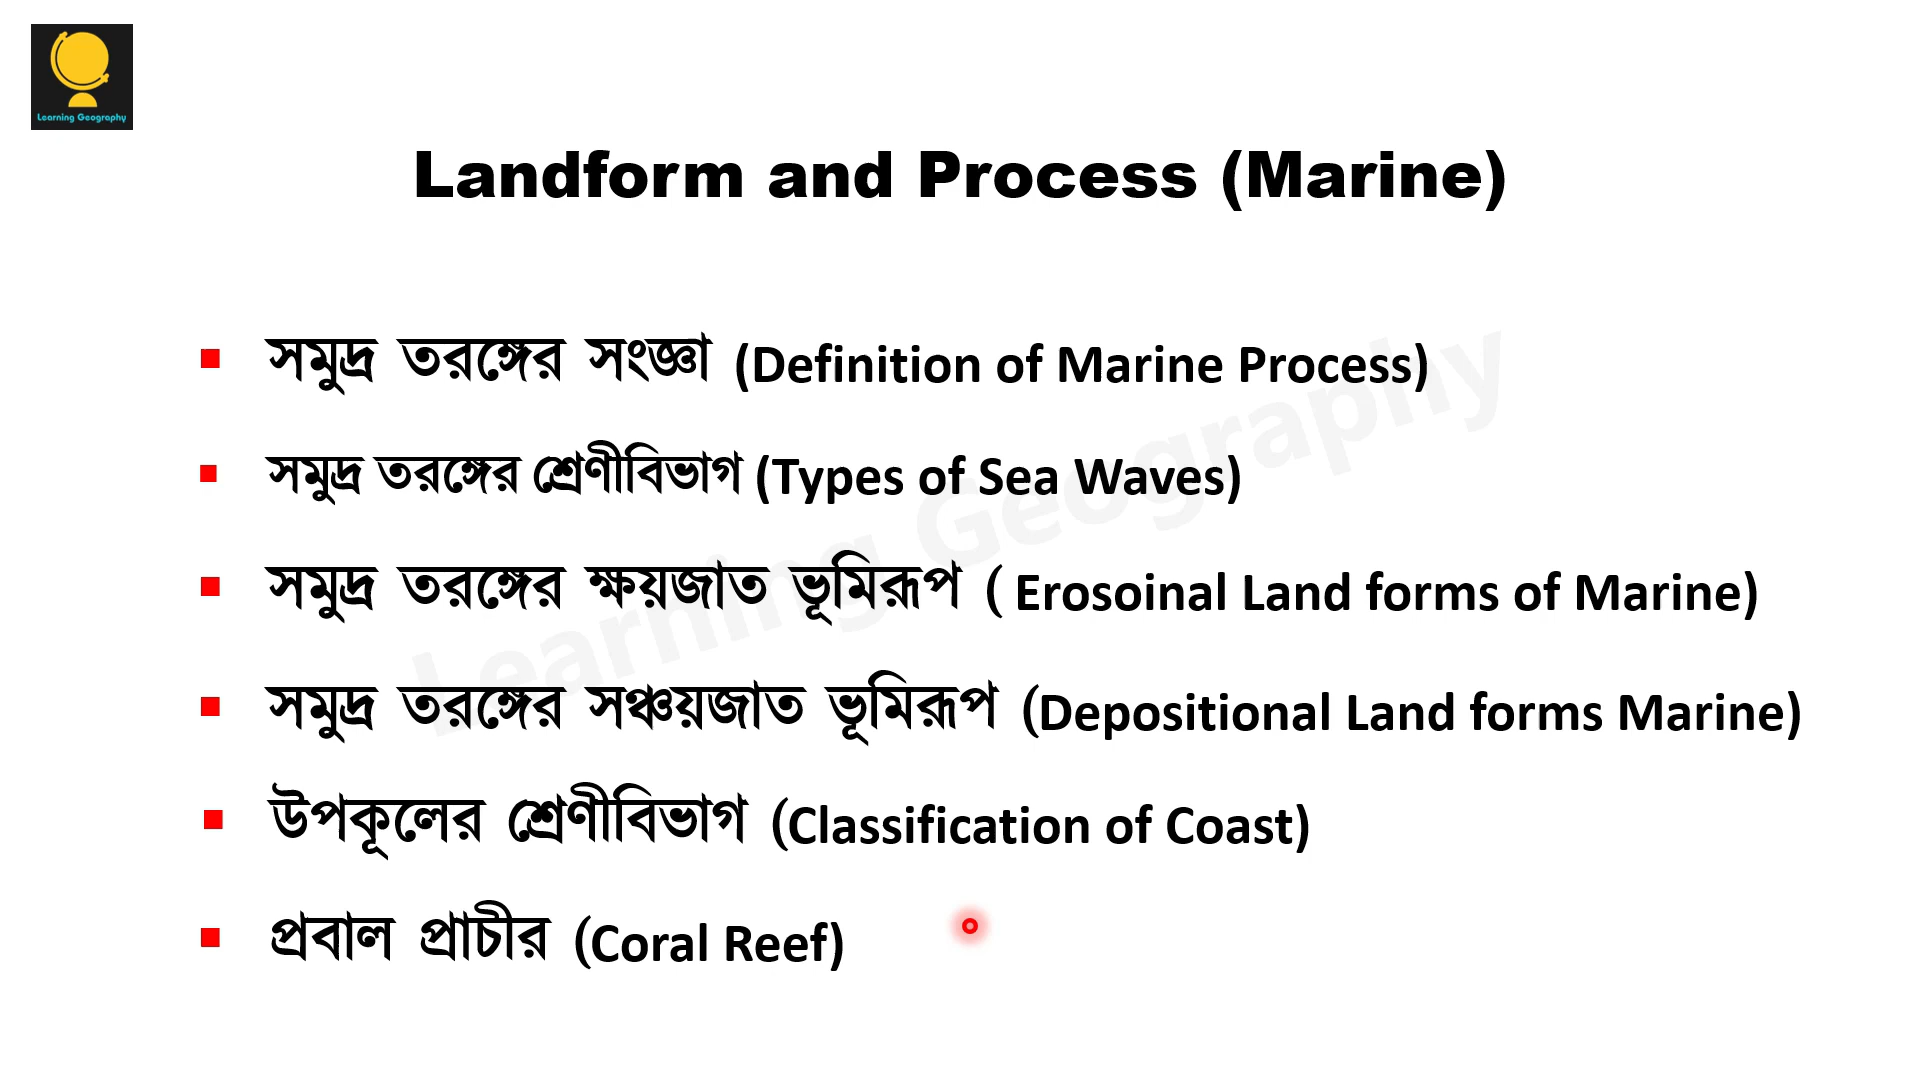 Learning Geography
Landform and Process (Marine)
▪ সমুদ্র তরঙ্গের সংজ্ঞা (Definition of Marine Process)
▪ সমুদ্র তরঙ্গের শ্রেণীবিভাগ (Types of Sea Waves)
▪ সমুদ্র তরঙ্গের ক্ষয়জাত ভূমিরূপ ( Erosoinal Land forms of Marine)
▪ সমুদ্র তরঙ্গের সঞ্চয়জাত ভূমিরূপ (Depositional Land forms Marine)
▪ উপকূলের শ্রেণীবিভাগ (Classification of Coast)
▪ প্রবাল প্রাচীর (Coral Reef)
Learning Geography